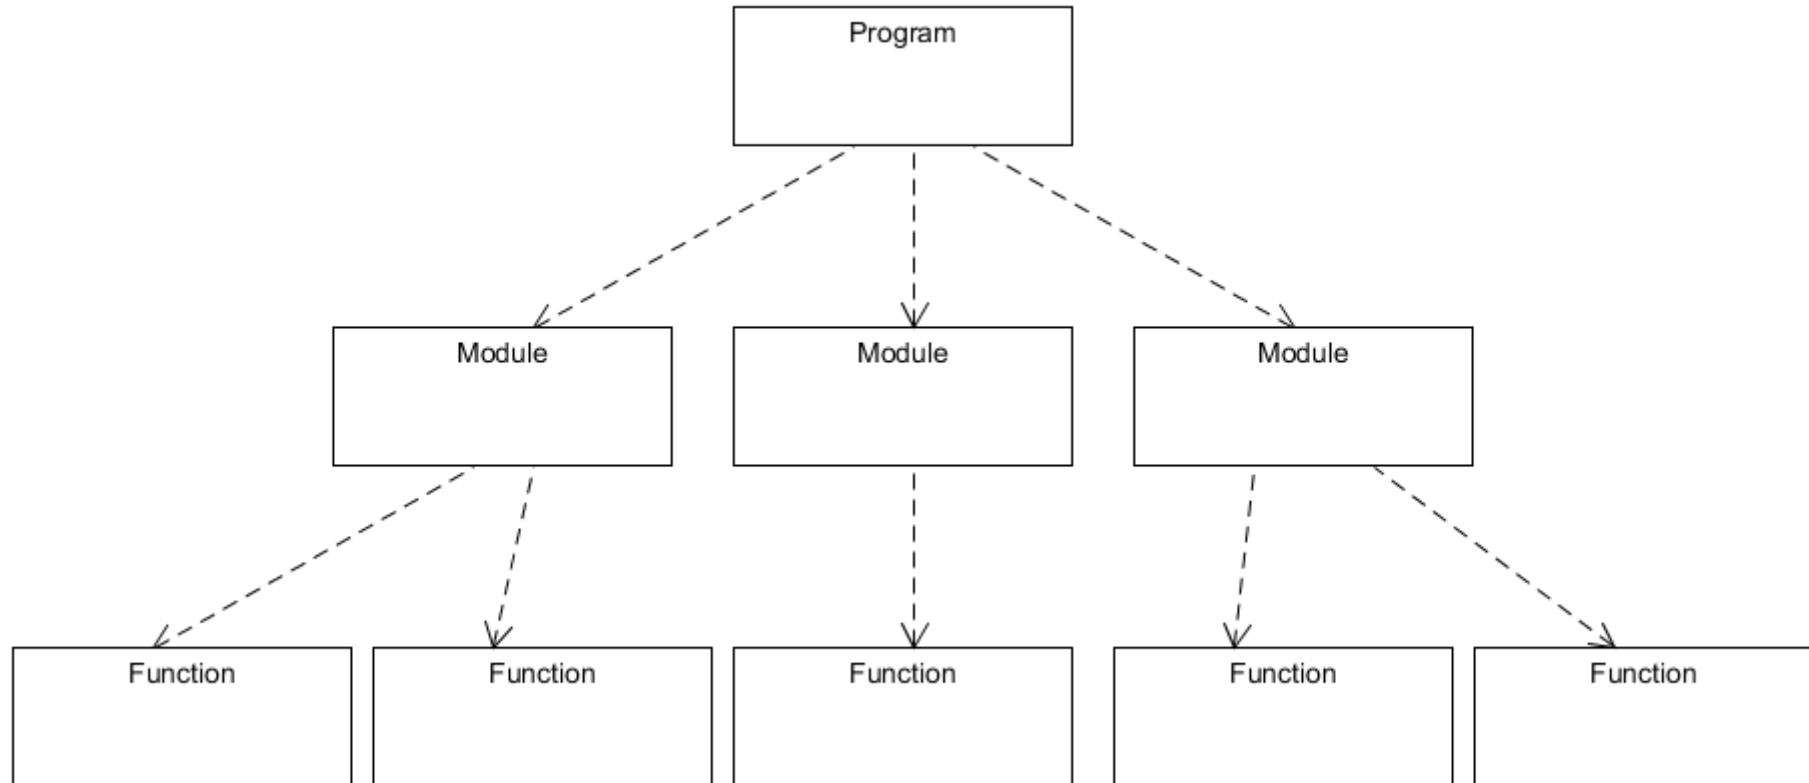 Program
Module
Module
Module
Function
Function
Function
Function
Function